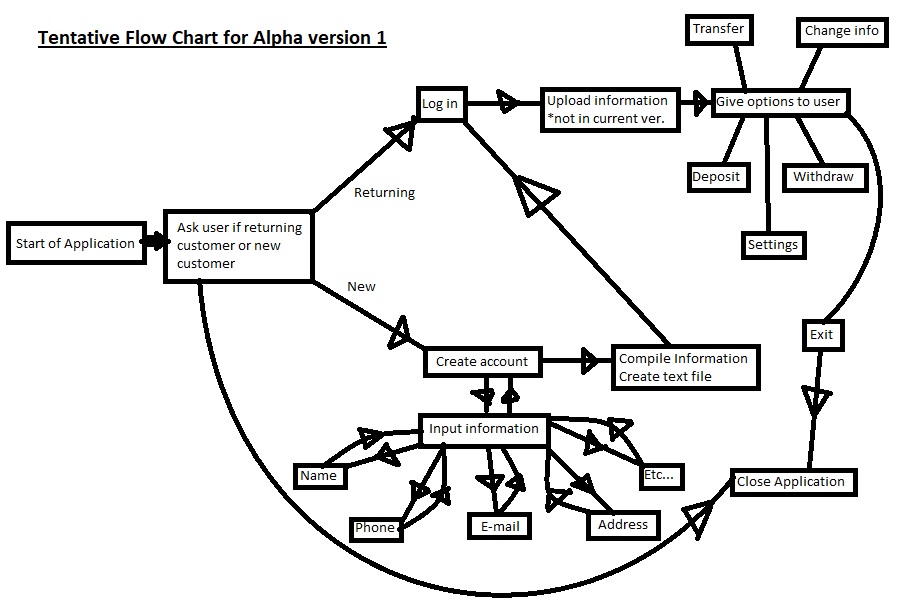 Tentative Flow Chart for Alpha version 1
Transfer
Change info
Log in
Upload information
*not in current ver.
Give options to user
Deposit
Withdraw
Settings
Returning
Start of Application
Ask user if returning
customer or new
customer
New
Create account
Compile Information
Create text file
Exit
Input information
Name
Phone
E-mail
Address
Etc...
Close Application